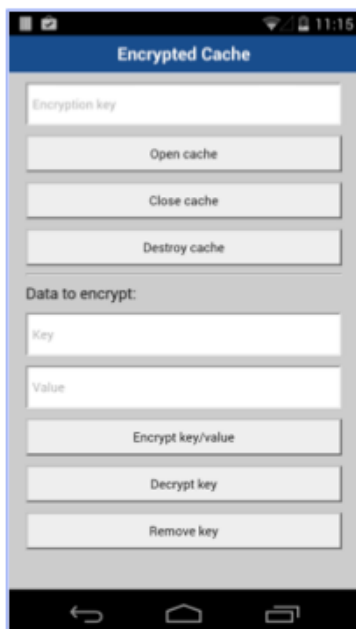 11:15
Encrypted Cache
Encryption key
Open cache
Close cache
Destroy cache
Data to encrypt:
Key
Value
Encrypt key/value
Decrypt key
Remove key